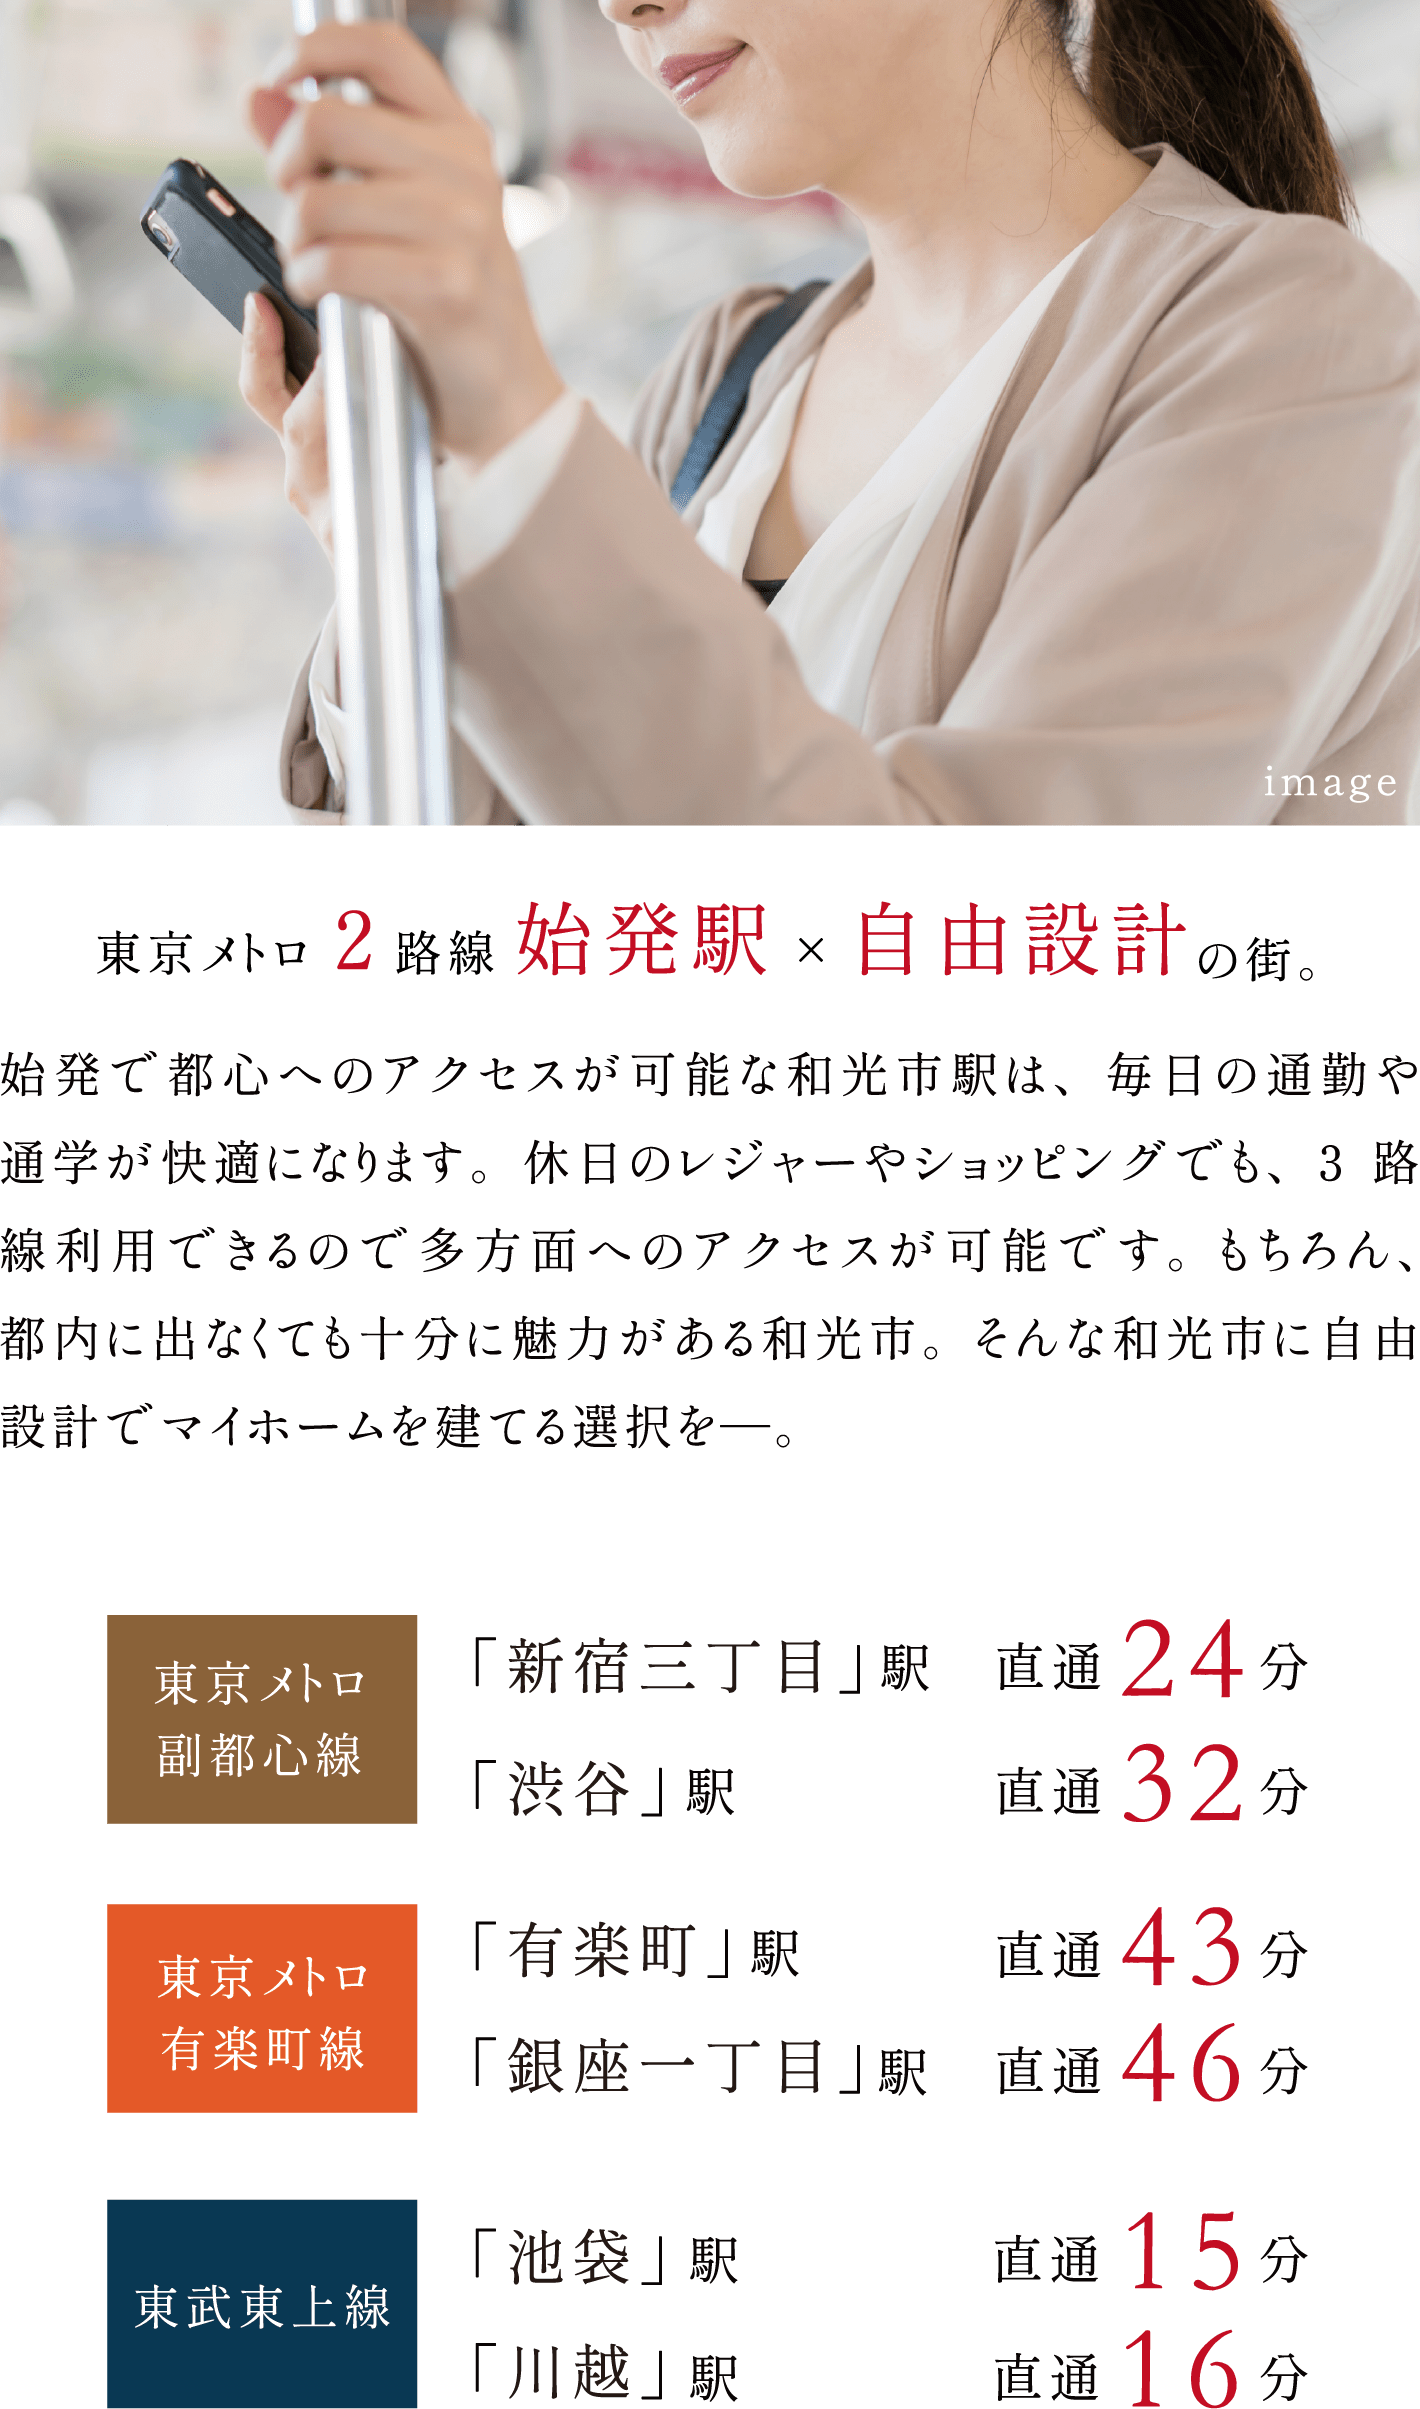 image
東京メトロ 2 路線 始発駅 × 自由設計の街。
始発で都心へのアクセスが可能な和光市駅は、毎日の通勤や
通学が快適になります。休日のレジャーやショッピングでも、3 路
線利用できるので多方面へのアクセスが可能です。もちろん、
都内に出なくても十分に魅力がある和光市。そんな和光市に自由
設計でマイホームを建てる選択を―。
東京メトロ
副都心線
「新宿三丁目」駅 直通 24 分
「渋谷」駅 直通 32 分
東京メトロ
有楽町線
「有楽町」駅 直通 43 分
「銀座一丁目」駅 直通 46 分
東武東上線
「池袋」駅 直通 15 分
「川越」駅 直通 16 分